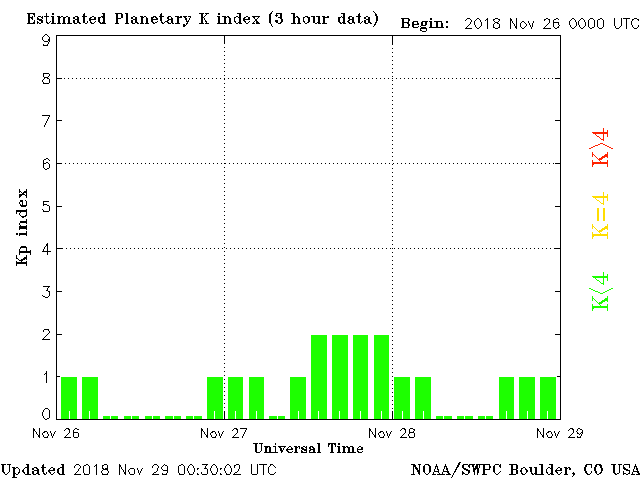 Estimated Planetary K index (3 hour data) Begin: 2018 Nov 26 0000 UTC
9
8
7
6
5
4
3
2
1
0
Kp index
K>4
K=4
K<4
Nov 26 Nov 27 Nov 28 Nov 29
Universal Time
Updated 2018 Nov 29 00:30:02 UTC NOAA/SWPC Boulder, CO USA